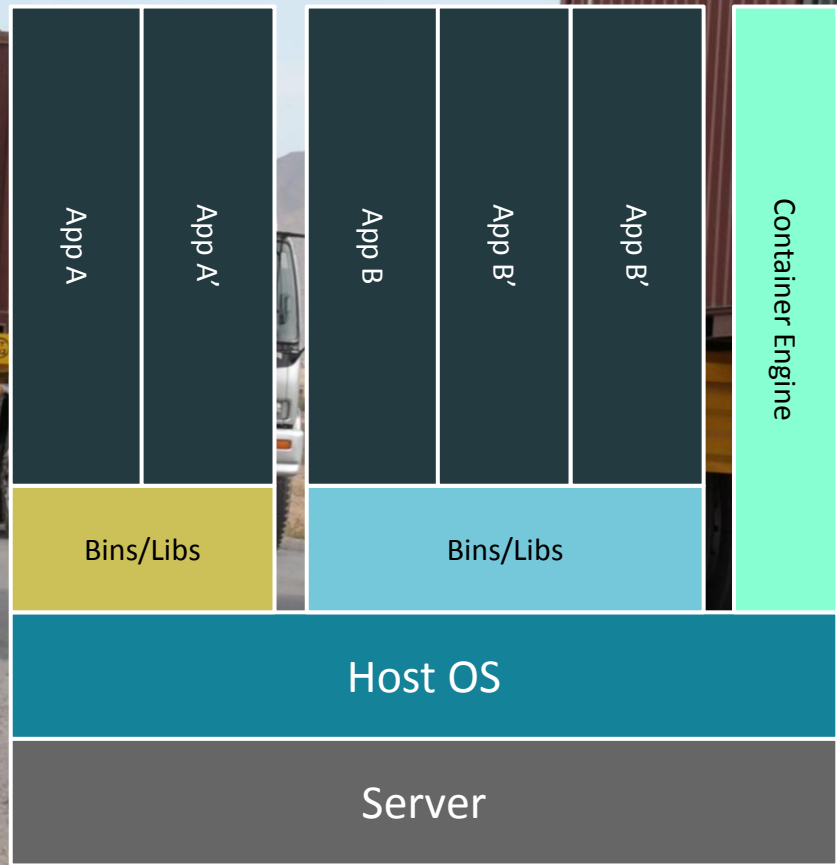 App A
App A’
App B
App B’
App B’
Container Engine
Bins/Libs
Bins/Libs
Host OS
Server